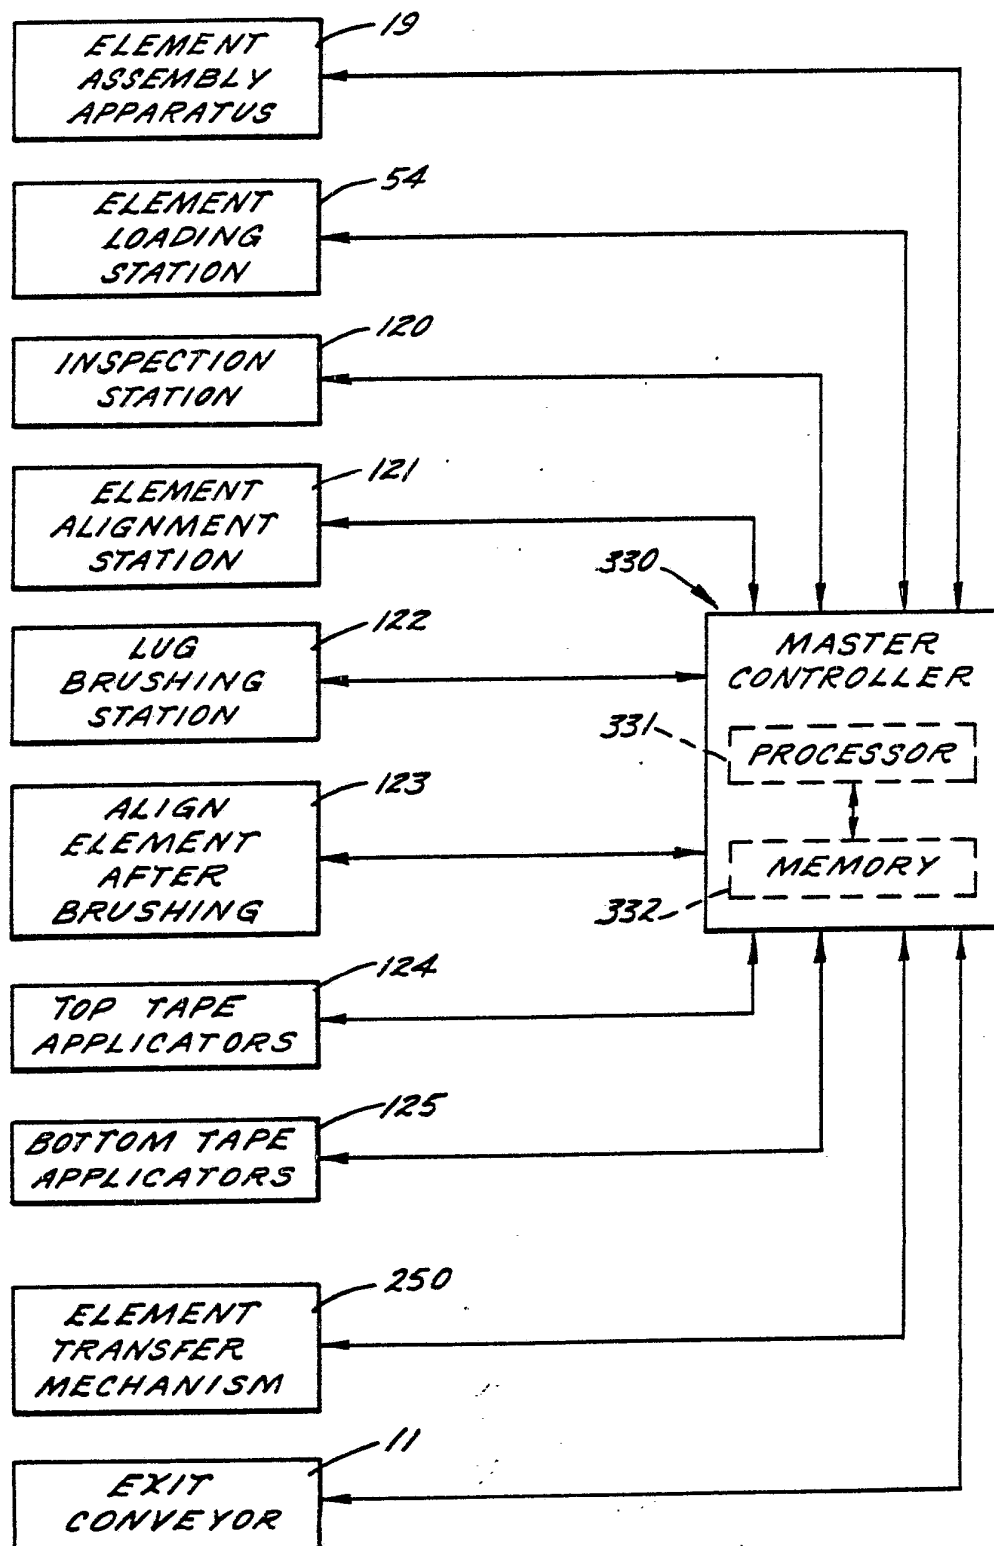 19
ELEMENT
ASSEMBLY
APPARATUS
54
ELEMENT
LOADING
STATION
120
INSPECTION
STATION
121
ELEMENT
ALIGNMENT
STATION
122
LUG
BRUSHING
STATION
123
ALIGN
ELEMENT
AFTER
BRUSHING
124
TOP TAPE
APPLICATORS
125
BOTTOM TAPE
APPLICATORS
250
ELEMENT
TRANSFER
MECHANISM
11
EXIT
CONVEYOR
330
MASTER
CONTROLLER
331
PROCESSOR
MEMORY
332